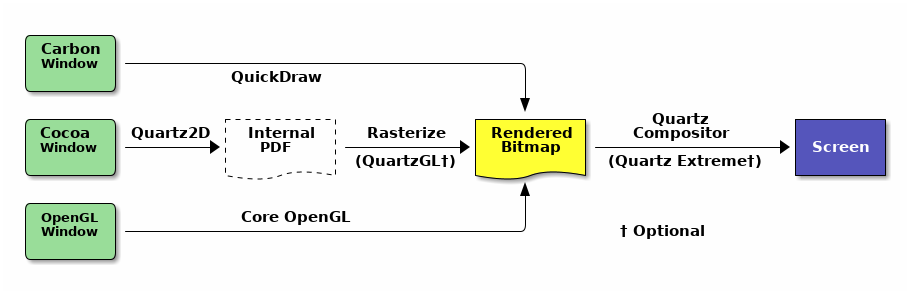 Carbon
Window
QuickDraw
Quartz
Compositor
Cocoa
Window
Quartz2D
Internal
PDF
Rasterize
(QuartzGL†)
Rendered
Bitmap
(Quartz Extreme†)
Screen
OpenGL
Window
Core OpenGL
† Optional